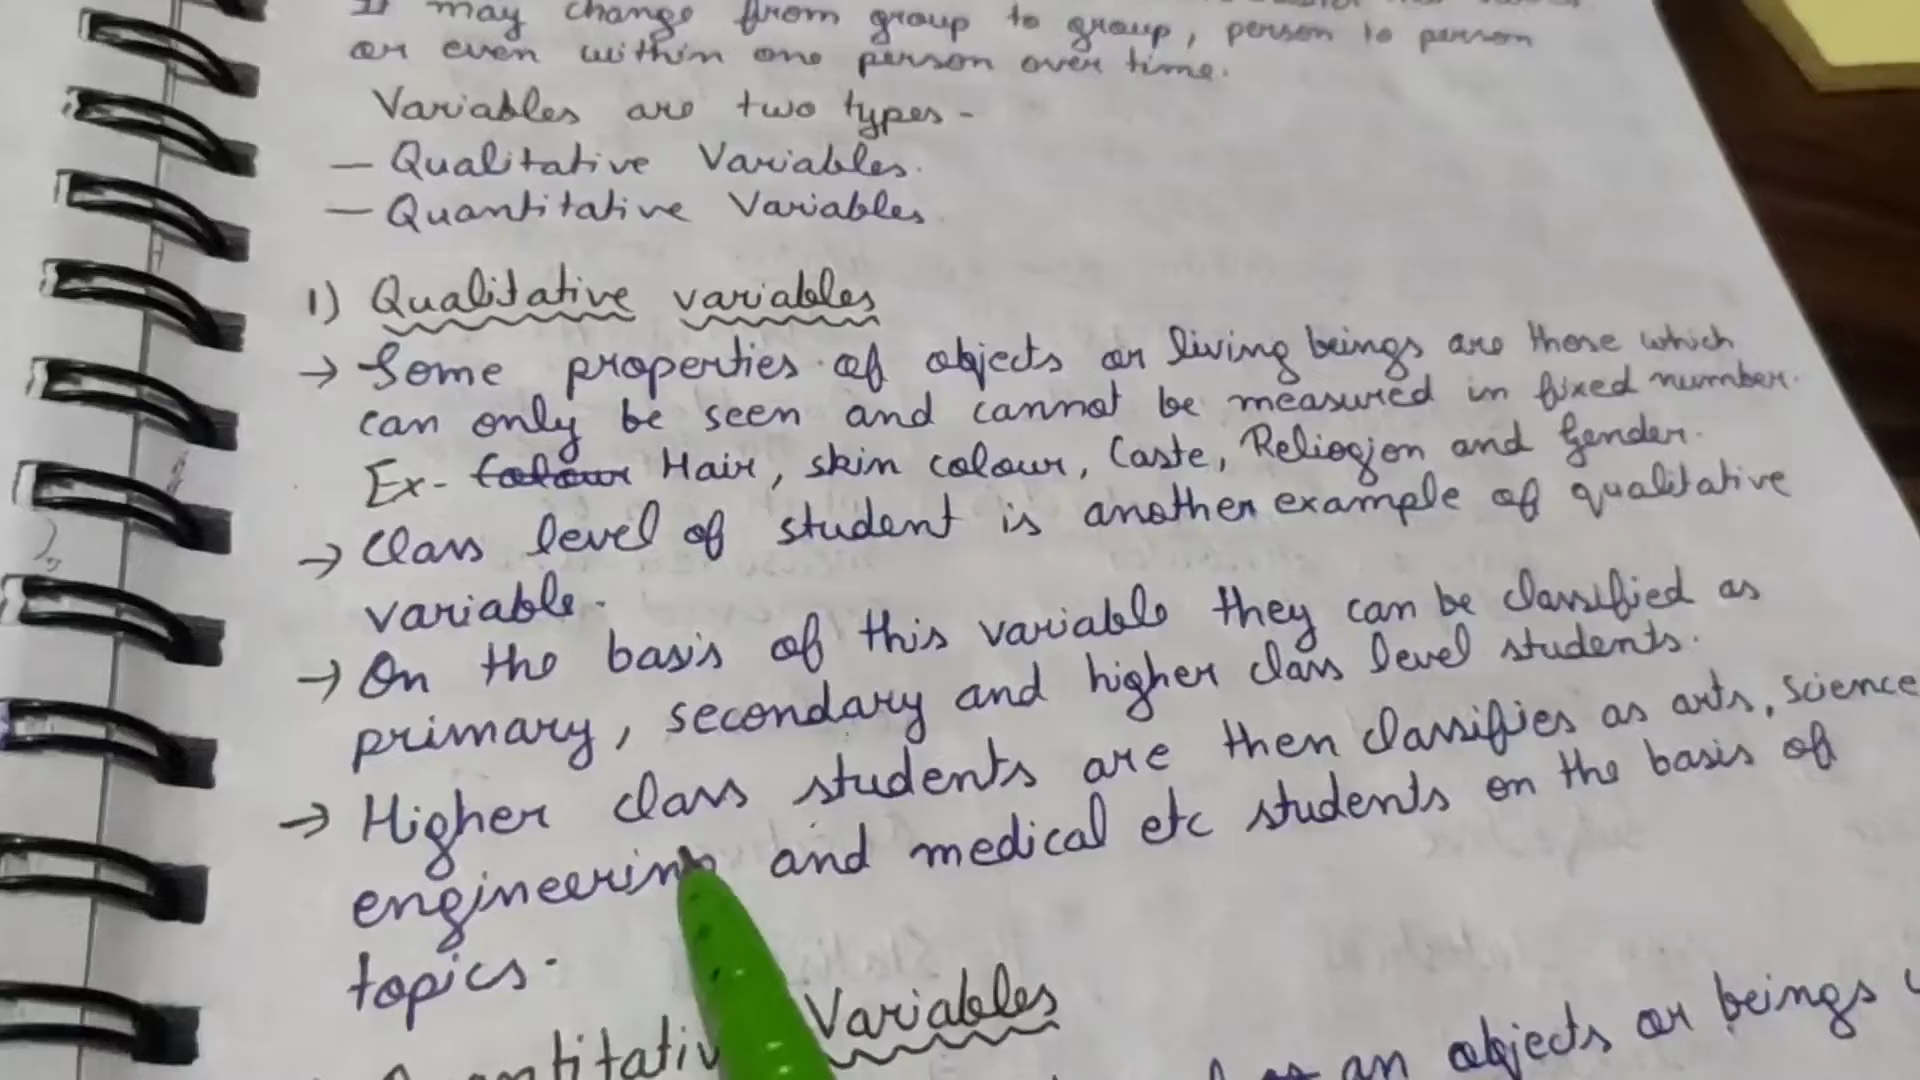 It may change from group to group, person to person
or even within one person over time.
Variables are two types -
- Qualitative Variables.
- Quantitative Variables
1) Qualitative variables
→ Some properties of objects or living beings are those which
can only be seen and cannot be measured in fixed number.
Ex- colour Hair, skin colour, Caste, Reliogion and Gender.
→ Class level of student is another example of qualitative
variable.
→ On the basis of this variable they can be classified as
primary, secondary and higher class level students.
→ Higher class students are then classifies as arts, science
engineering and medical etc students on the basis of
topics.
Variables
an objects or beings